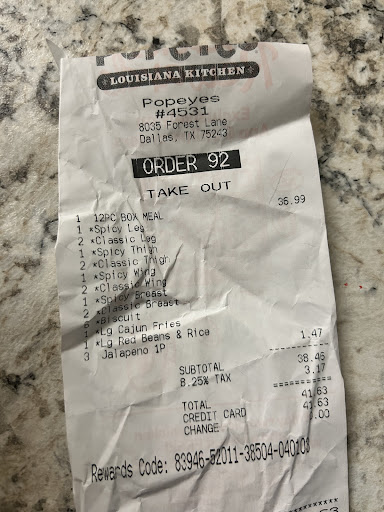 POPEYES
LOUISIANA KITCHEN
Popeyes
#4531
8035 Forest Lane
Dallas, TX 75243
ORDER 92
TAKE OUT
1 12PC BOX MEAL 36.99
1 *Spicy Leg
2 *Classic Leg
1 *Spicy Thigh
2 *Classic Thigh
1 *Spicy Wing
2 *Classic Wing
1 *Spicy Breast
2 *Classic Breast
6 *Biscuit
1 *Lg Cajun Fries
1 *Lg Red Beans & Rice
3 Jalapeno 1P 1.47
SUBTOTAL 38.46
8.25% TAX 3.17
TOTAL 41.63
CREDIT CARD 41.63
CHANGE .00
Rewards Code: 83946-52011-38504-040108